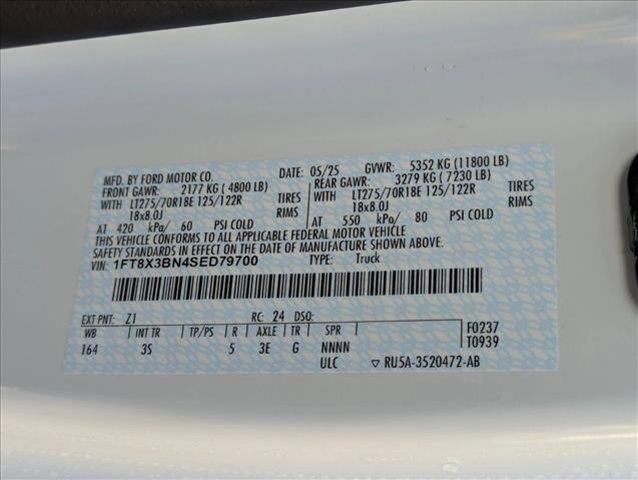 MFD. BY FORD MOTOR CO. DATE: 05/25 GVWR: 5352 KG (11800 LB)
FRONT GAWR: 2177 KG (4800 LB) REAR GAWR: 3279 KG (7230 LB)
WITH LT275/70R18E 125/122R TIRES WITH LT275/70R18E 125/122R TIRES
18x8.0J RIMS 18x8.0J RIMS
AT 420 kPa/ 60 PSI COLD AT 550 kPa/ 80 PSI COLD
THIS VEHICLE CONFORMS TO ALL APPLICABLE FEDERAL MOTOR VEHICLE
SAFETY STANDARDS IN EFFECT ON THE DATE OF MANUFACTURE SHOWN ABOVE.
VIN: 1FT8X3BN4SED79700 TYPE: Truck
EXT PNT: Z1 RC: 24 DSO: F0237
WB INT TR TP/PS R AXLE TR SPR T0939
164 3S 5 3E G NNNN
ULC ▽ RU5A-3520472-AB